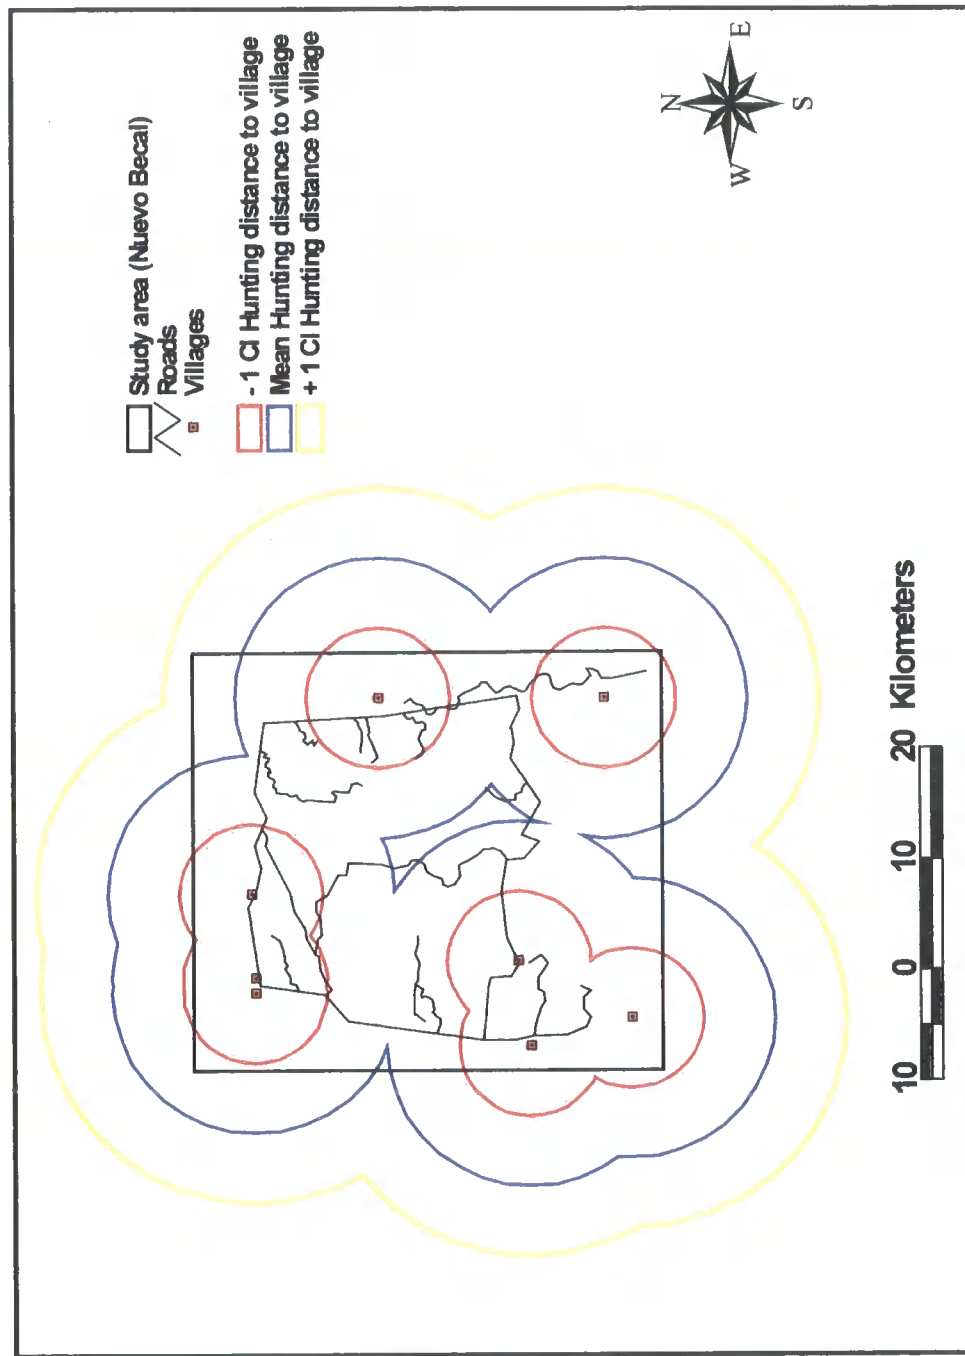 Study area (Nuevo Becal)
Roads
Villages
- 1 CI Hunting distance to village
Mean Hunting distance to village
+ 1 CI Hunting distance to village
N
W
E
S
10 0 10 20 Kilometers